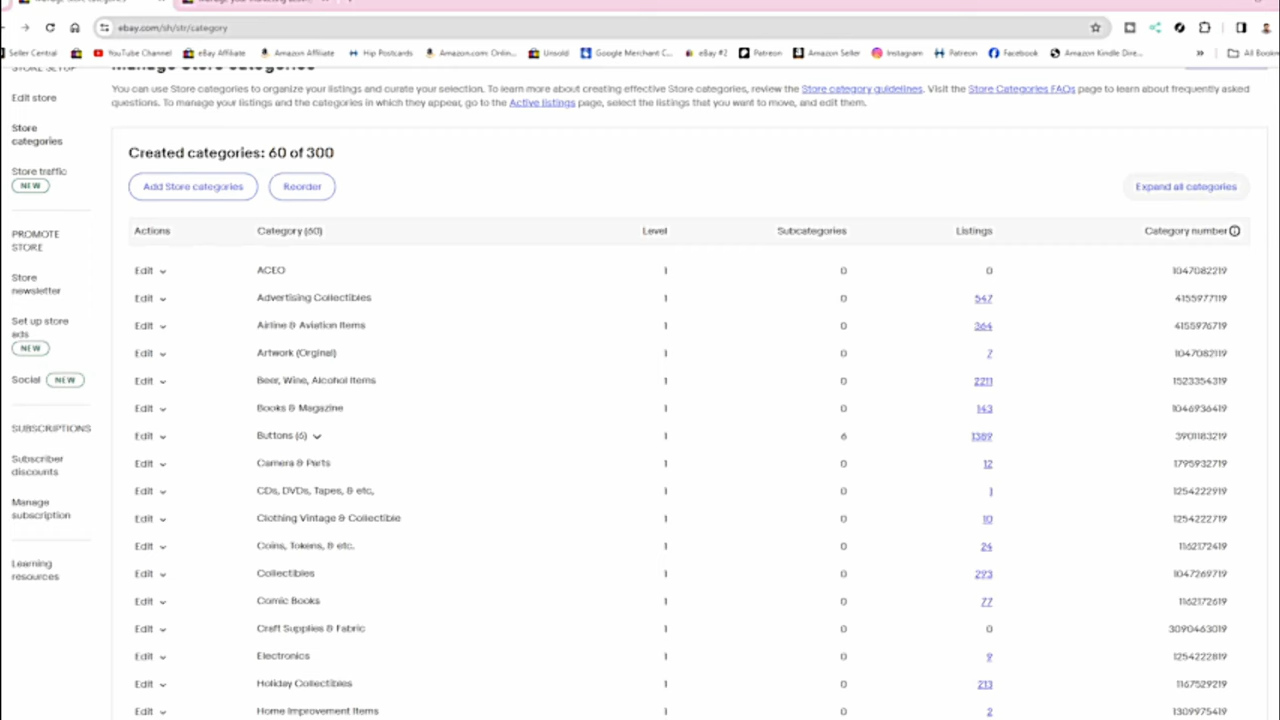 ebay.com/sh/str/category
Seller Central YouTube Channel eBay Affiliate Amazon Affiliate Hip Postcards Amazon.com: Onlin... Unsold Google Merchant C... eBay #2 Patreon Amazon Seller Instagram Patreon Facebook Amazon Kindle Dire... » All Book
STORE SETUP
Manage Store categories
Edit store
Store
categories
Store traffic
NEW
PROMOTE
STORE
Store
newsletter
Set up store
ads
NEW
Social NEW
SUBSCRIPTIONS
Subscriber
discounts
Manage
subscription
Learning
resources
You can use Store categories to organize your listings and curate your selection. To learn more about creating effective Store categories, review the Store category guidelines. Visit the Store Categories FAQs page to learn about frequently asked
questions. To manage your listings and the categories in which they appear, go to the Active listings page, select the listings that you want to move, and edit them.
Created categories: 60 of 300
Add Store categories Reorder Expand all categories
Actions Category (60) Level Subcategories Listings Category number
Edit ACEO 1 0 0 1047082219
Edit Advertising Collectibles 1 0 547 4155977119
Edit Airline & Aviation Items 1 0 364 4155976719
Edit Artwork (Orginal) 1 0 7 1047082119
Edit Beer, Wine, Alcohol Items 1 0 2211 1523354319
Edit Books & Magazine 1 0 143 1046936419
Edit Buttons (6) 1 6 1389 3901183219
Edit Camera & Parts 1 0 12 1795932719
Edit CDs, DVDs, Tapes, & etc, 1 0 1 1254222919
Edit Clothing Vintage & Collectible 1 0 10 1254222719
Edit Coins, Tokens, & etc. 1 0 24 1162172419
Edit Collectibles 1 0 293 1047269719
Edit Comic Books 1 0 77 1162172619
Edit Craft Supplies & Fabric 1 0 0 3090463019
Edit Electronics 1 0 9 1254222819
Edit Holiday Collectibles 1 0 213 1167529219
Edit Home Improvement Items 1 0 2 1309975419